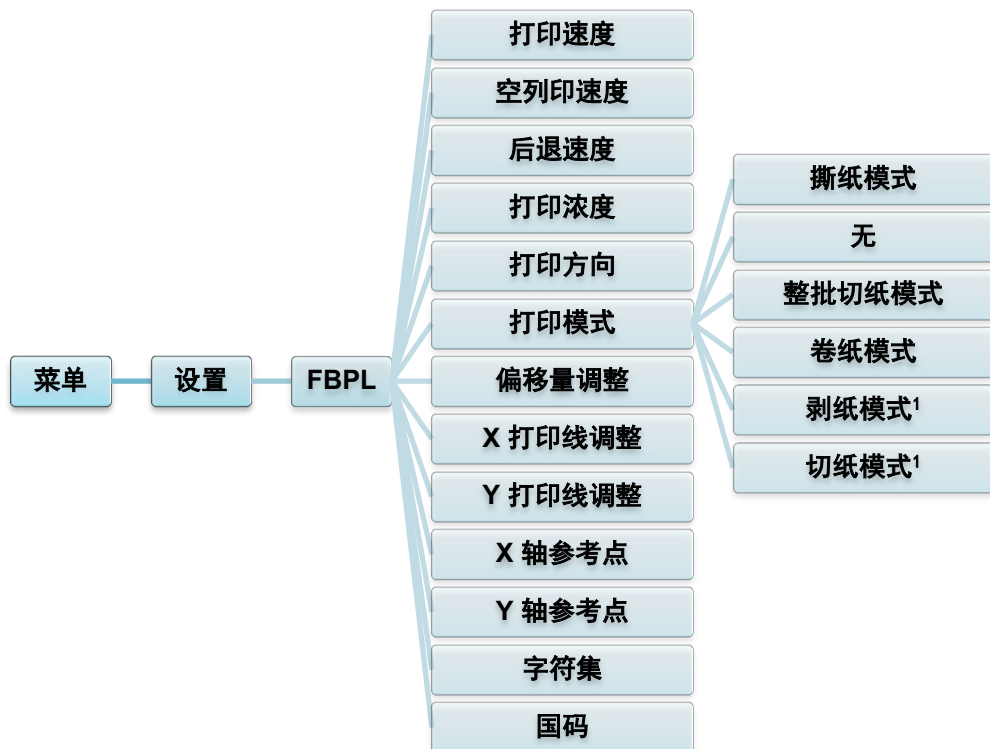 菜单
设置
FBPL
打印速度
空列印速度
后退速度
打印浓度
打印方向
打印模式
偏移量调整
X 打印线调整
Y 打印线调整
X 轴参考点
Y 轴参考点
字符集
国码
撕纸模式
无
整批切纸模式
卷纸模式
剥纸模式¹
切纸模式¹